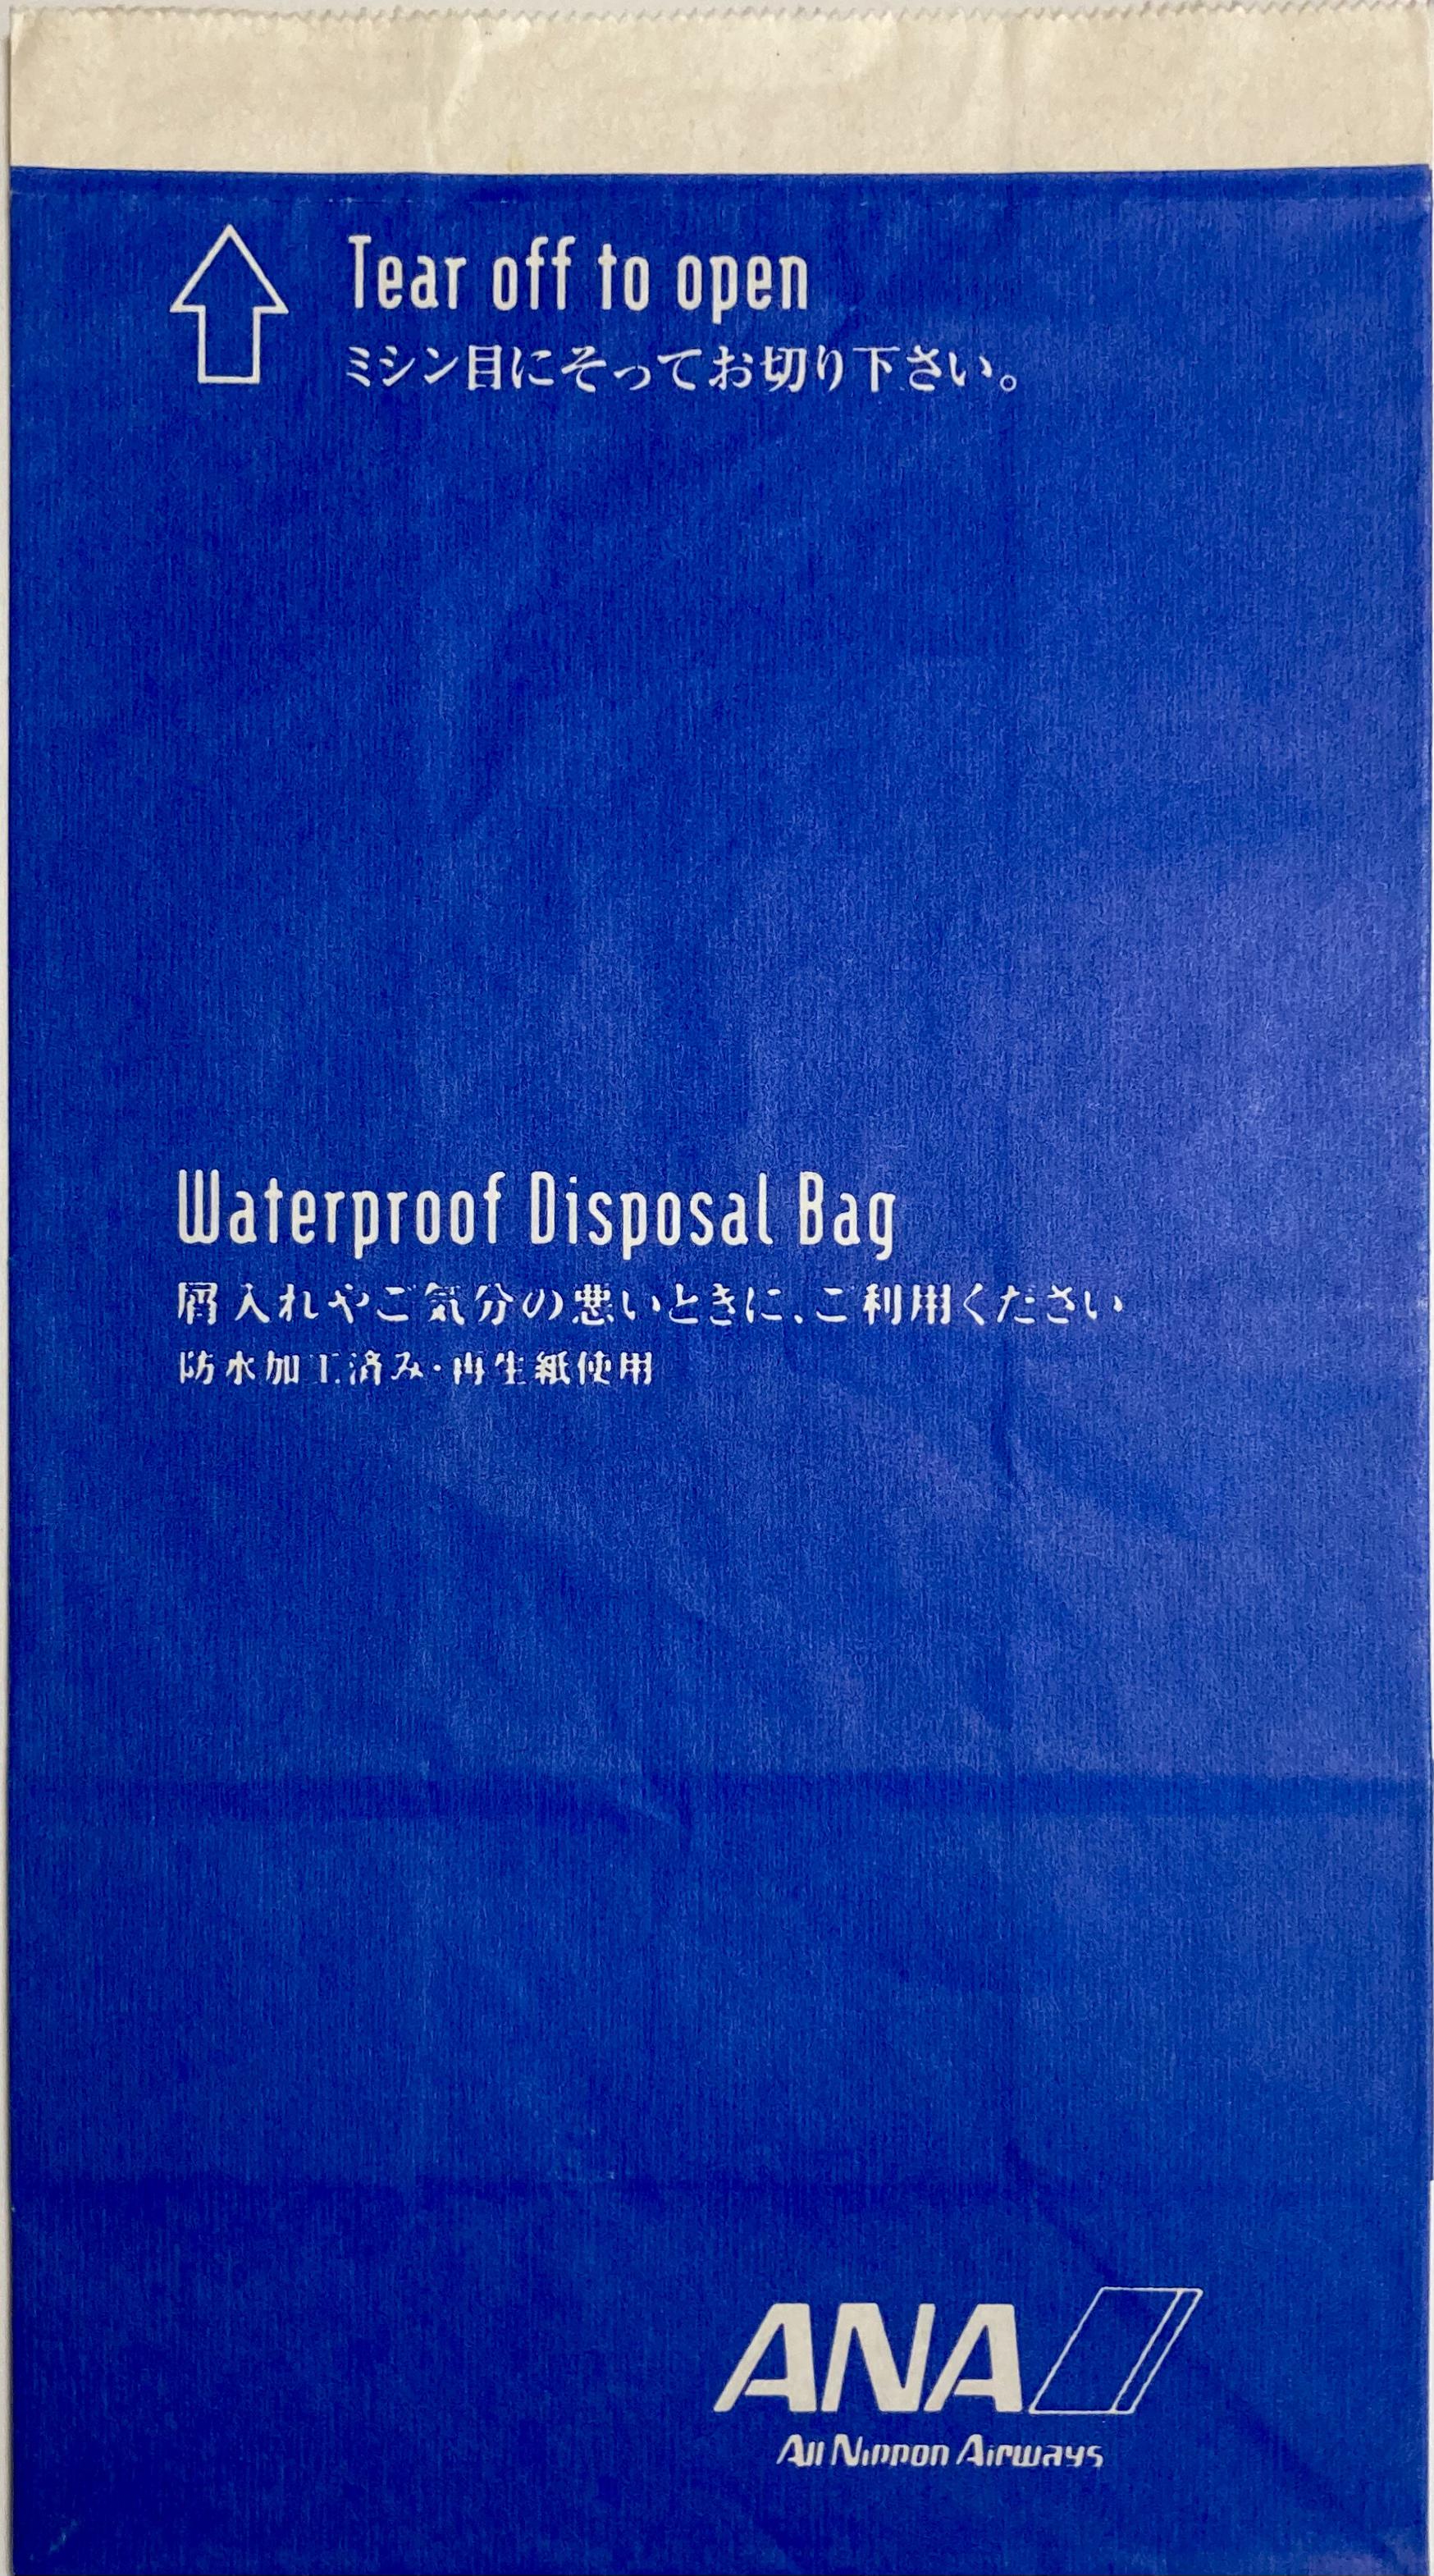 Tear off to open
ミシン目にそってお切り下さい。
Waterproof Disposal Bag
屑入れやご気分の悪いときに、ご利用ください
防水加工済み・再生紙使用
ANA
All Nippon Airways